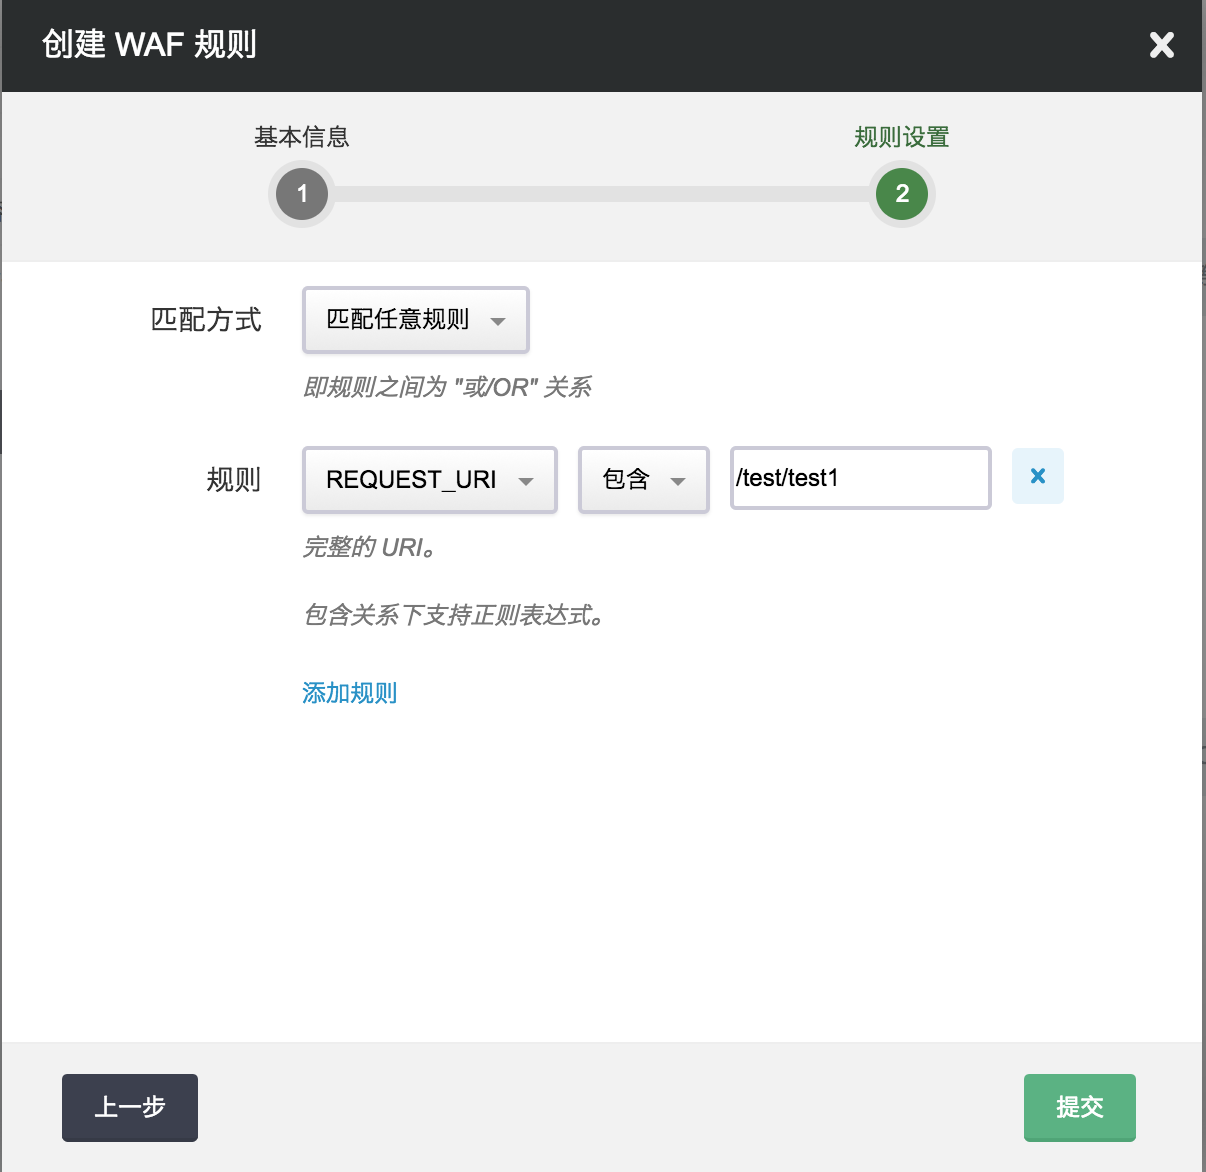 创建 WAF 规则
基本信息
规则设置
1
2
匹配方式
匹配任意规则
即规则之间为 "或/OR" 关系
规则
REQUEST_URI
包含
/test/test1
完整的 URI。
包含关系下支持正则表达式。
添加规则
上一步
提交